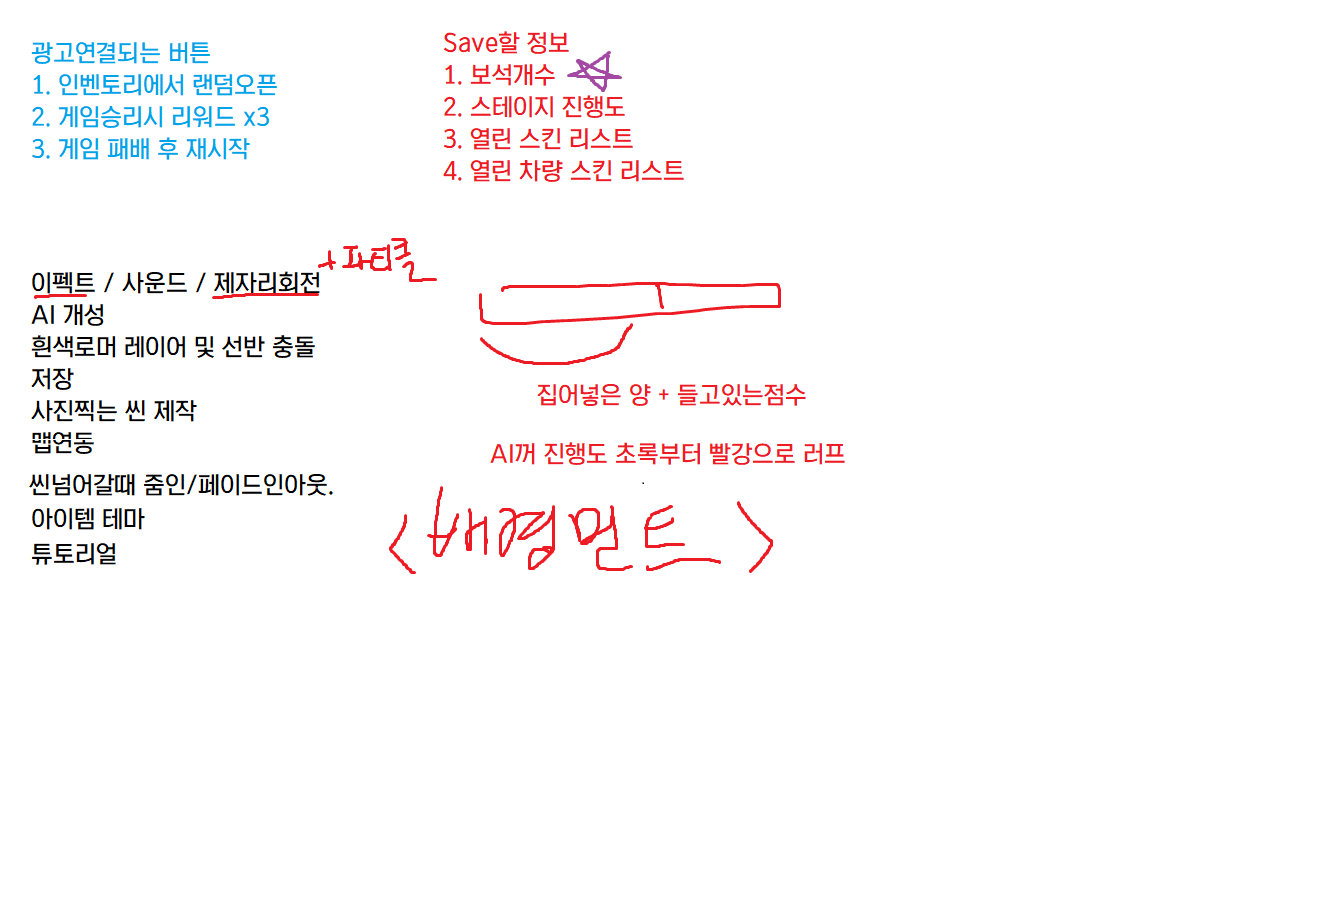 광고연결되는 버튼
1. 인벤토리에서 랜덤오픈
2. 게임승리시 리워드 x3
3. 게임 패배 후 재시작
Save할 정보
1. 보석개수
2. 스테이지 진행도
3. 열린 스킨 리스트
4. 열린 차량 스킨 리스트
+파티클
이펙트 / 사운드 / 제자리회전
AI 개성
흰색로머 레이어 및 선반 충돌
저장
사진찍는 씬 제작
맵연동
씬넘어갈때 줌인/페이드인아웃.
아이템 테마
튜토리얼
집어넣은 양 + 들고있는점수
AI꺼 진행도 초록부터 빨강으로 러프
<배경먼트>